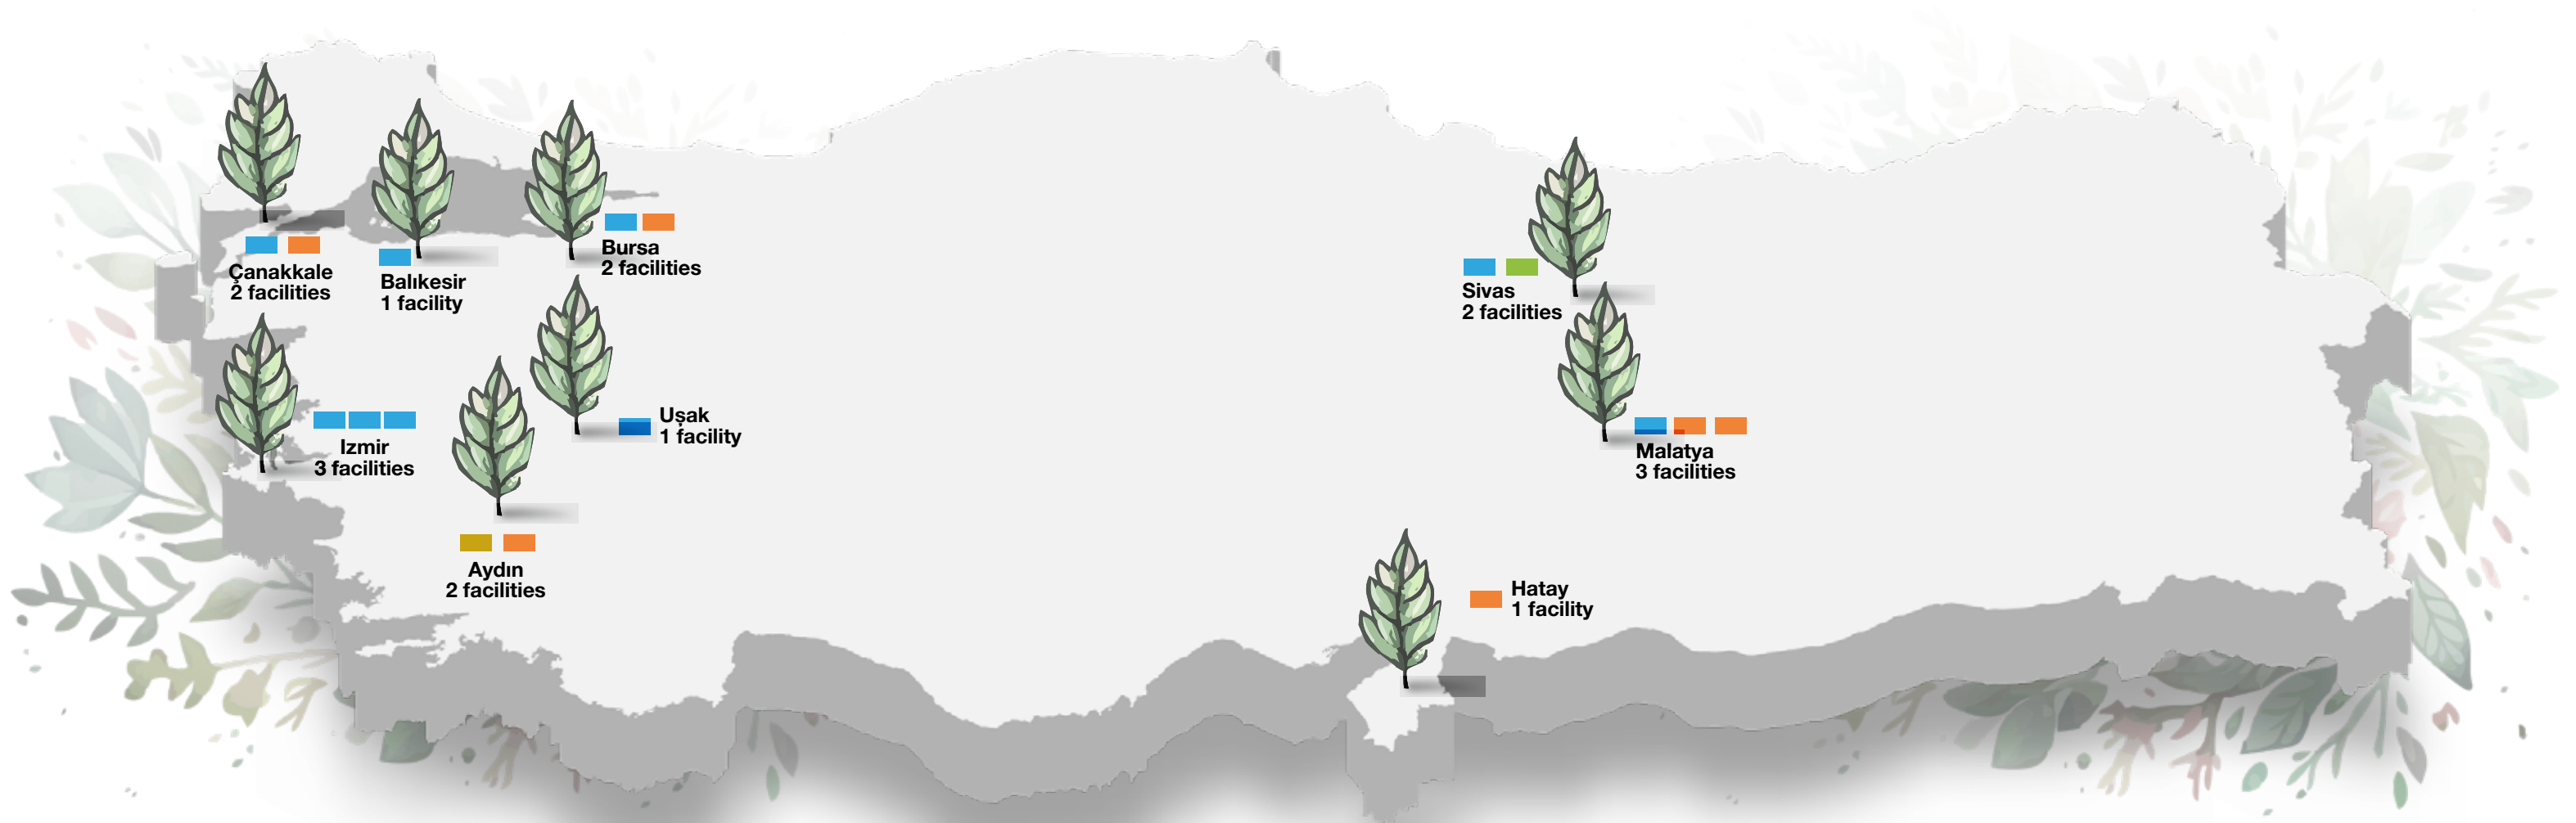 Çanakkale
2 facilities
Balıkesir
1 facility
Bursa
2 facilities
Izmir
3 facilities
Uşak
1 facility
Aydın
2 facilities
Sivas
2 facilities
Malatya
3 facilities
Hatay
1 facility